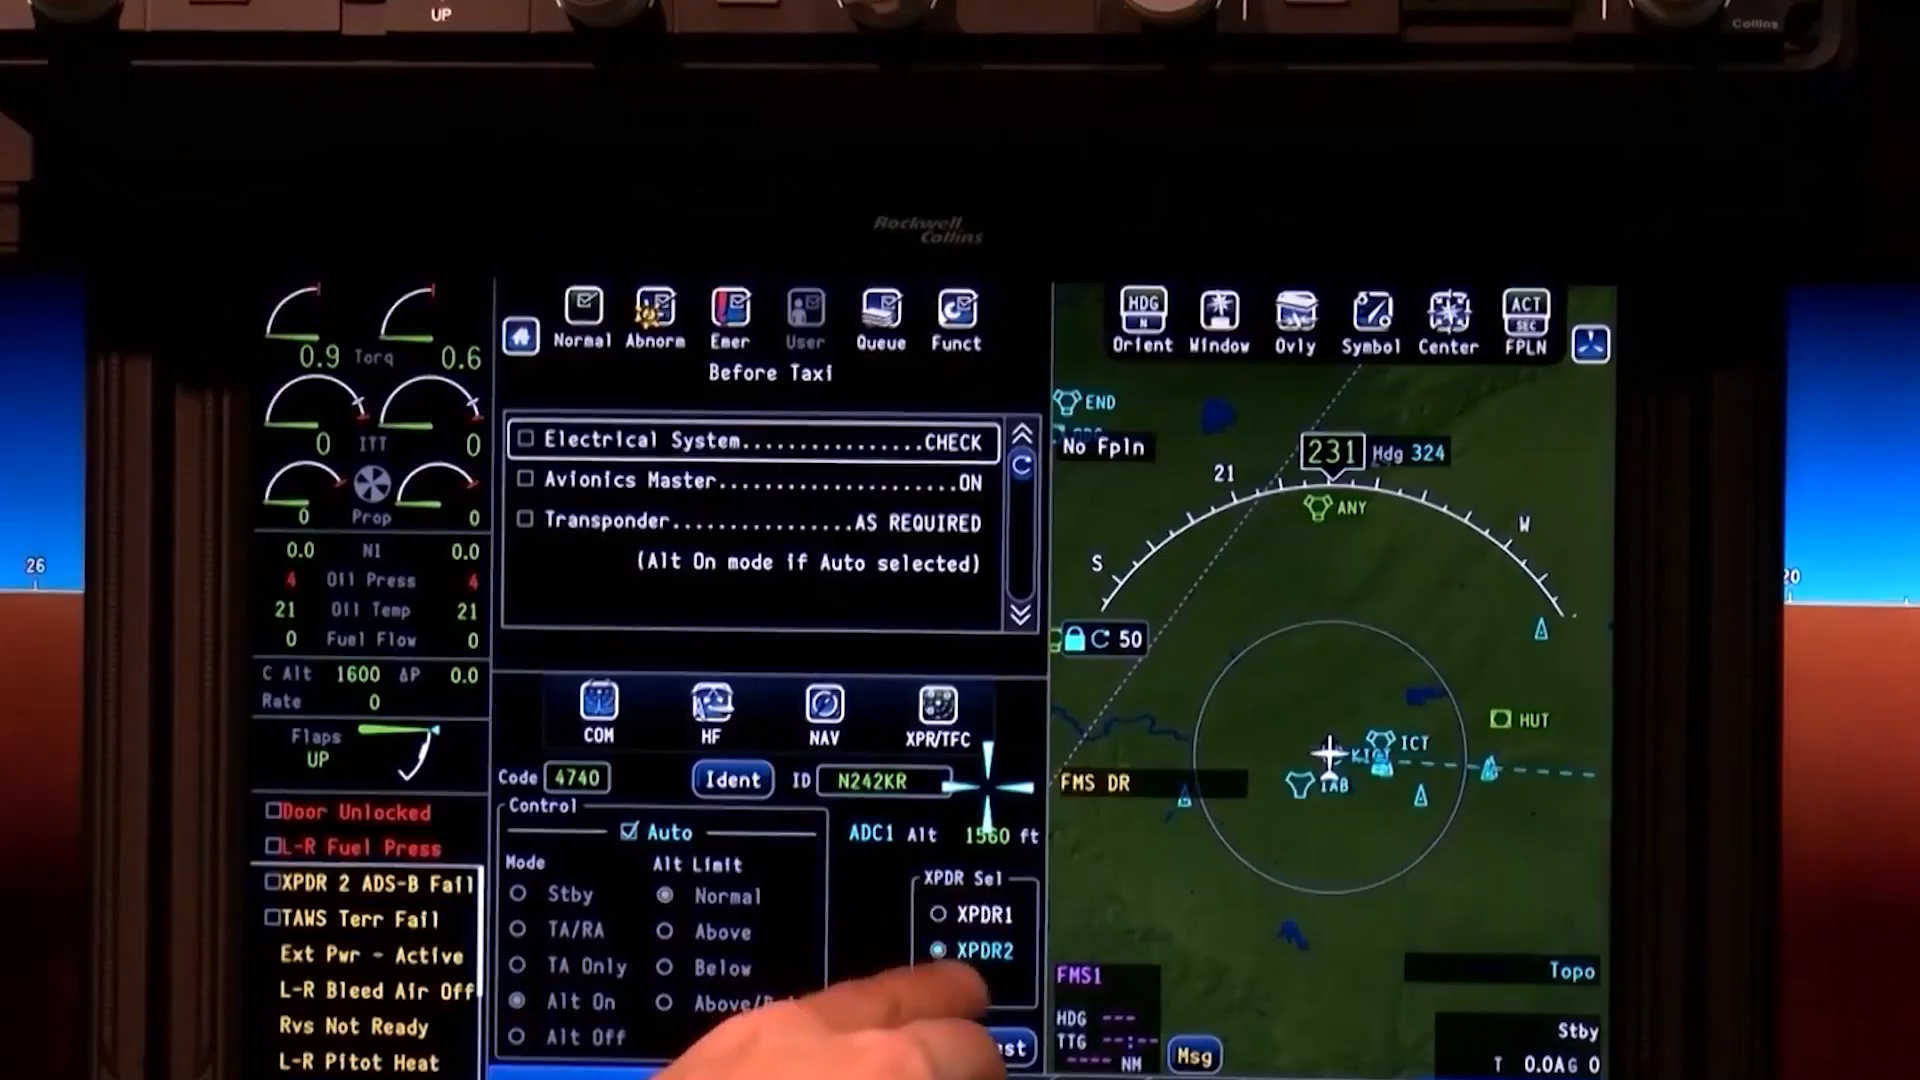 UP
Collins
Rockwell
Collins
0.9 Torq 0.6
0 ITT 0
0 Prop 0
0.0 N1 0.0
4 Oil Press 4
21 Oil Temp 21
0 Fuel Flow 0
C Alt 1600 ΔP 0.0
Rate 0
Flaps
UP
Door Unlocked
L-R Fuel Press
XPDR 2 ADS-B Fail
TAWS Terr Fail
Ext Pwr - Active
L-R Bleed Air Off
Rvs Not Ready
L-R Pitot Heat
26
Normal Abnorm Emer User Queue Funct
Before Taxi
Electrical System...............CHECK
Avionics Master....................ON
Transponder..............AS REQUIRED
(Alt On mode if Auto selected)
COM HF NAV XPR/TFC
Code 4740 Ident ID N242KR
Control
Auto
ADC1 Alt 1560 ft
Mode Alt Limit
Stby Normal
TA/RA Above
TA Only Below
Alt On
Alt Off
XPDR Sel
XPDR1
XPDR2
HDG
N
ACT
SEC
Orient Window Ovly Symbol Center FPLN
END
No Fpln
231 Hdg 324
21
ANY
W
S
50
HUT
ICT
IAB
FMS DR
FMS1
HDG ---
TTG --:--
---- NM
Msg
Topo
Stby
T 0.0A G 0